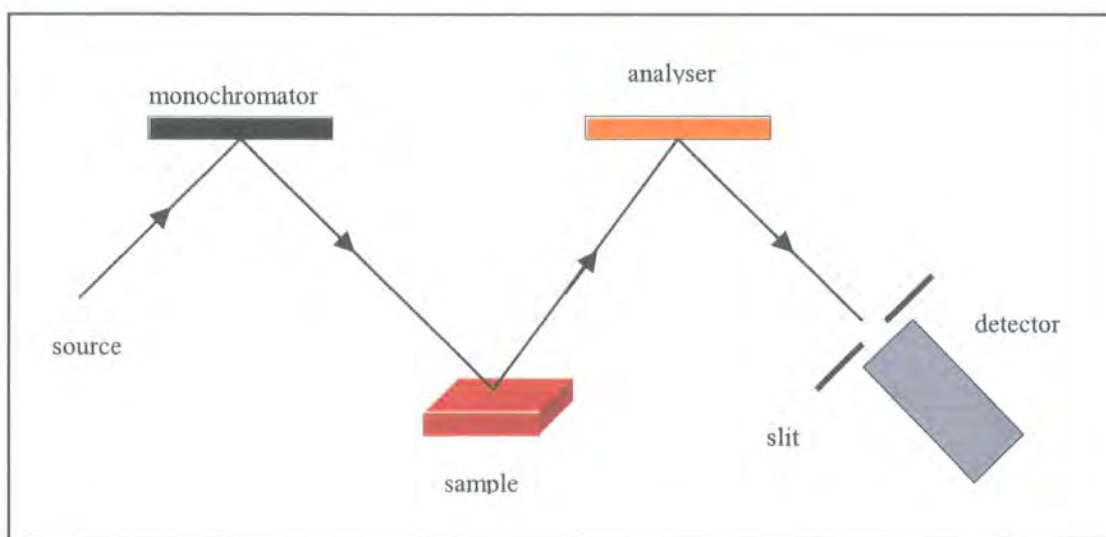 analyser
monochromator
source
detector
slit
sample